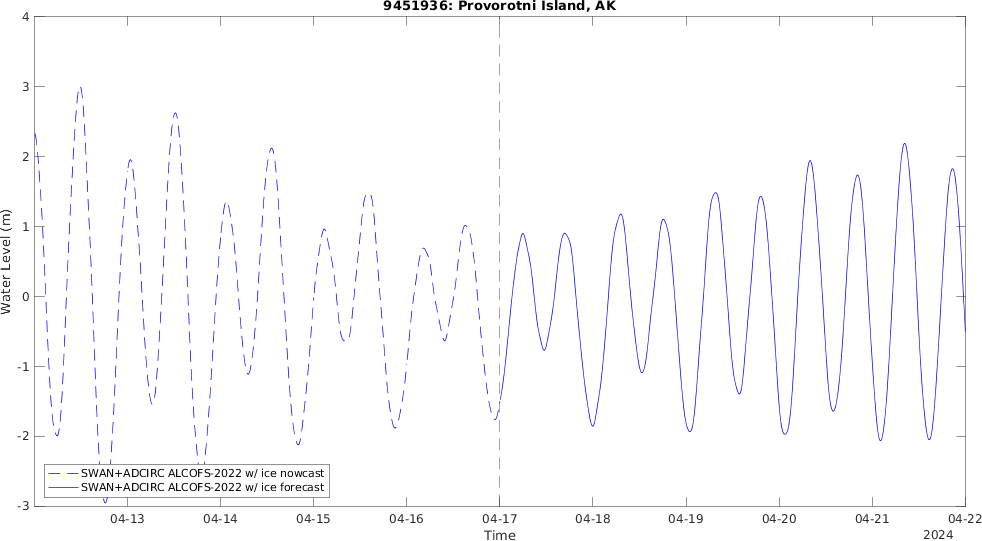 9451936: Provorotni Island, AK
4
3
2
1
0
-1
-2
-3
Water Level (m)
SWAN+ADCIRC ALCOFS-2022 w/ ice nowcast
SWAN+ADCIRC ALCOFS-2022 w/ ice forecast
04-13 04-14 04-15 04-16 04-17 04-18 04-19 04-20 04-21 04-22
Time
2024